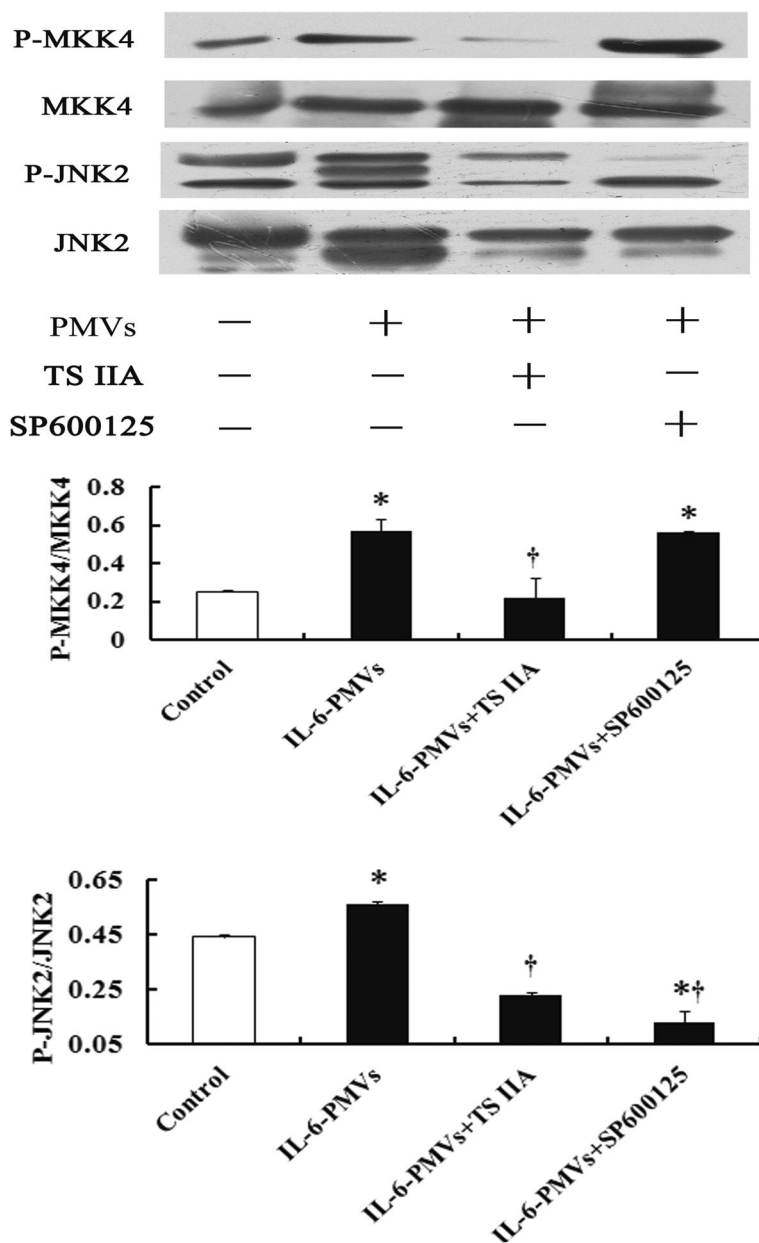 P-MKK4
MKK4
P-JNK2
JNK2
PMVs — + + +
TS IIA — — + —
SP600125 — — — +
P-MKK4/MKK4
0.8
0.6
0.4
0.2
0
*
†
*
Control
IL-6-PMVs
IL-6-PMVs+TS IIA
IL-6-PMVs+SP600125
P-JNK2/JNK2
0.65
0.45
0.25
0.05
*
†
*†
Control
IL-6-PMVs
IL-6-PMVs+TS IIA
IL-6-PMVs+SP600125